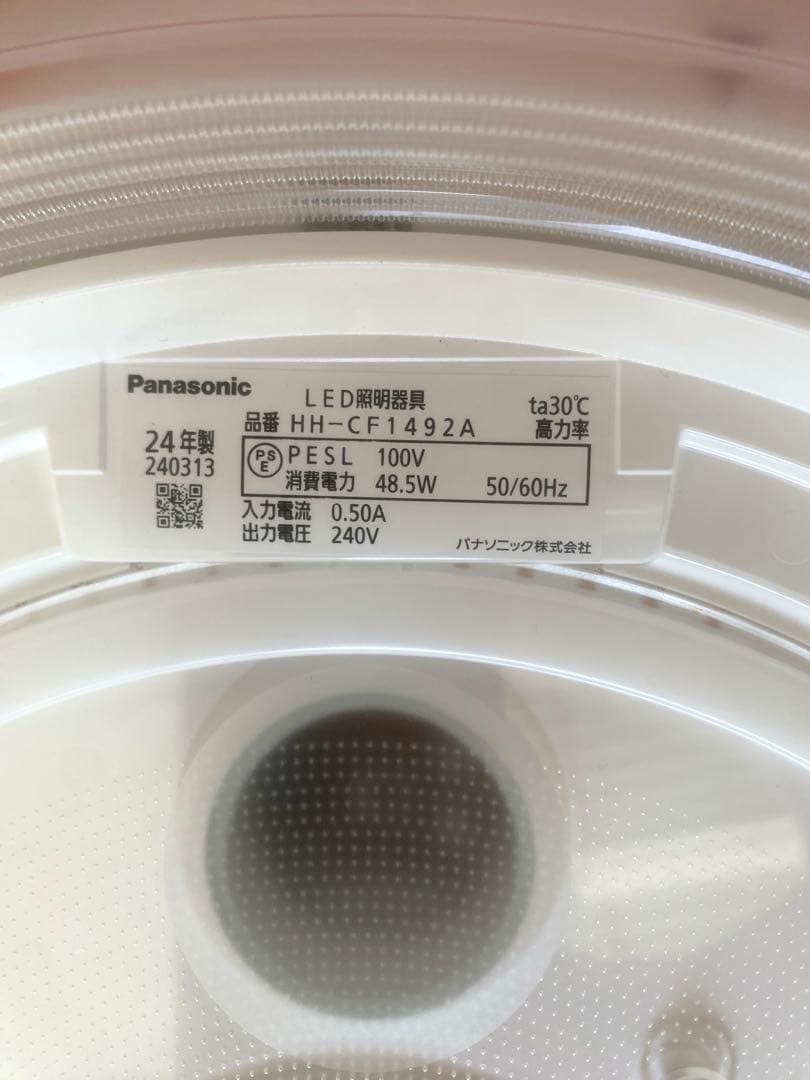 Panasonic
LED照明器具
ta30℃
品番 HH-CF1492A
高力率
24年製
240313
PSE PESL 100V
消費電力 48.5W 50/60Hz
入力電流 0.50A
出力電圧 240V
パナソニック株式会社